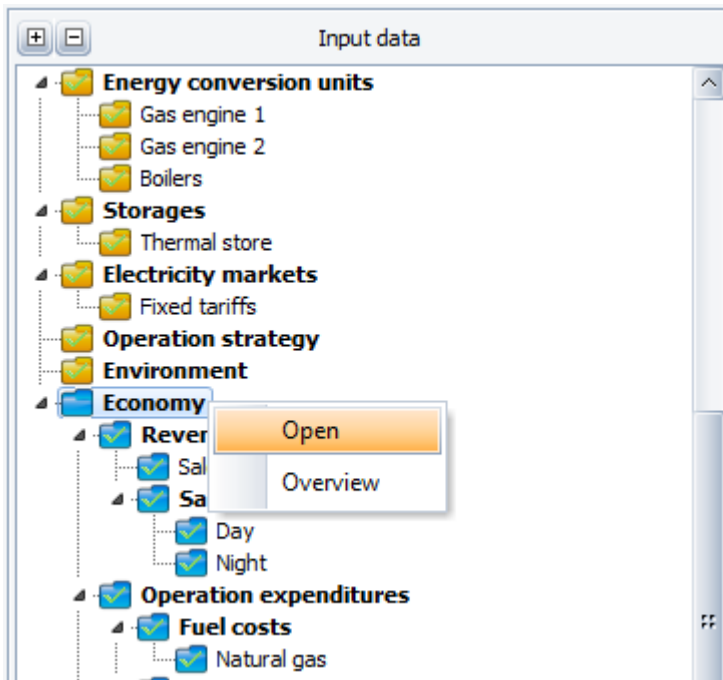 Input data
Energy conversion units
Gas engine 1
Gas engine 2
Boilers
Storages
Thermal store
Electricity markets
Fixed tariffs
Operation strategy
Environment
Economy
Open
Overview
Day
Night
Operation expenditures
Fuel costs
Natural gas